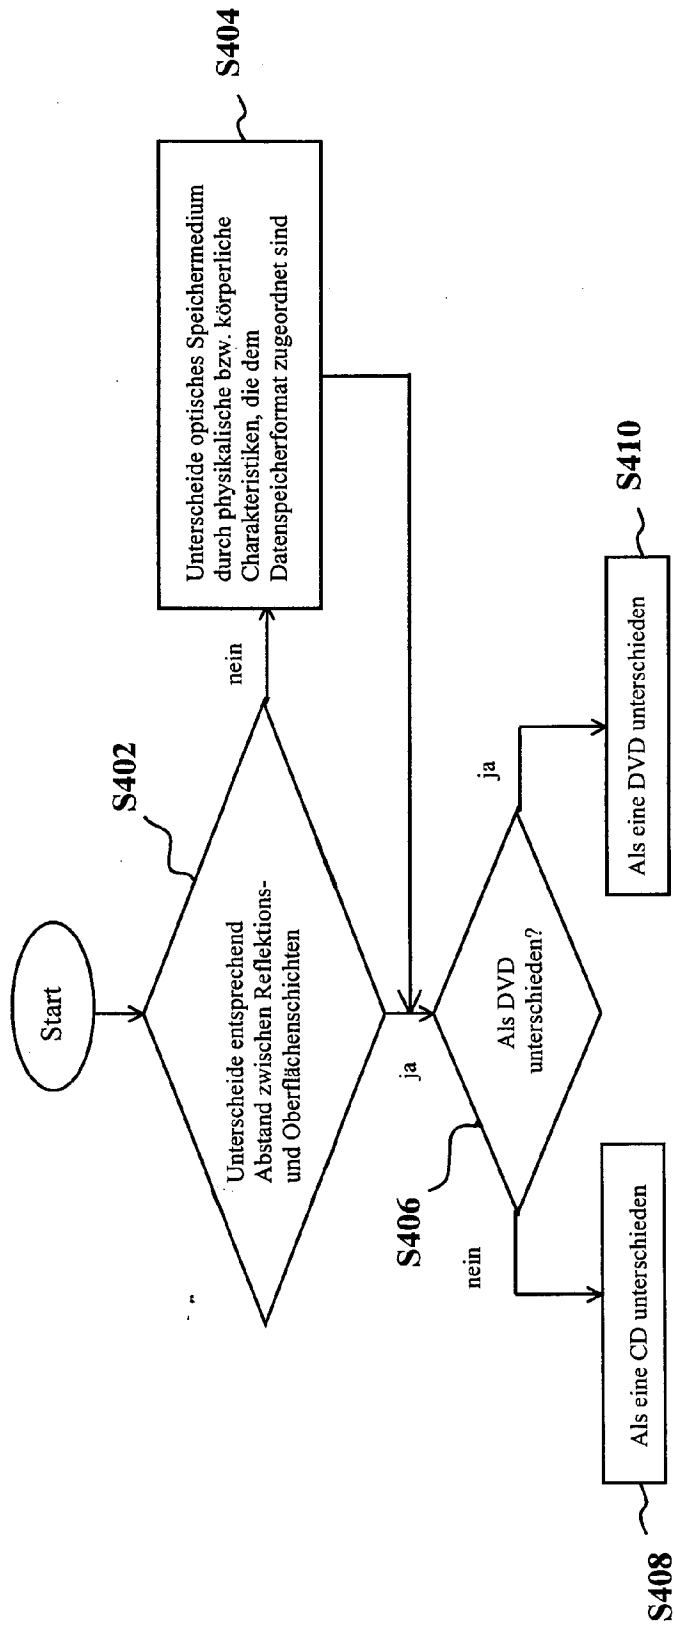 Start
S402
Unterscheide entsprechend
Abstand zwischen Reflektions-
und Oberflächenschichten
nein
S404
Unterscheide optisches Speichermedium
durch physikalische bzw. körperliche
Charakteristiken, die dem
Datenspeicherformat zugeordnet sind
ja
S406
Als DVD
unterschieden?
nein
ja
Als eine CD unterschieden
S408
Als eine DVD unterschieden
S410